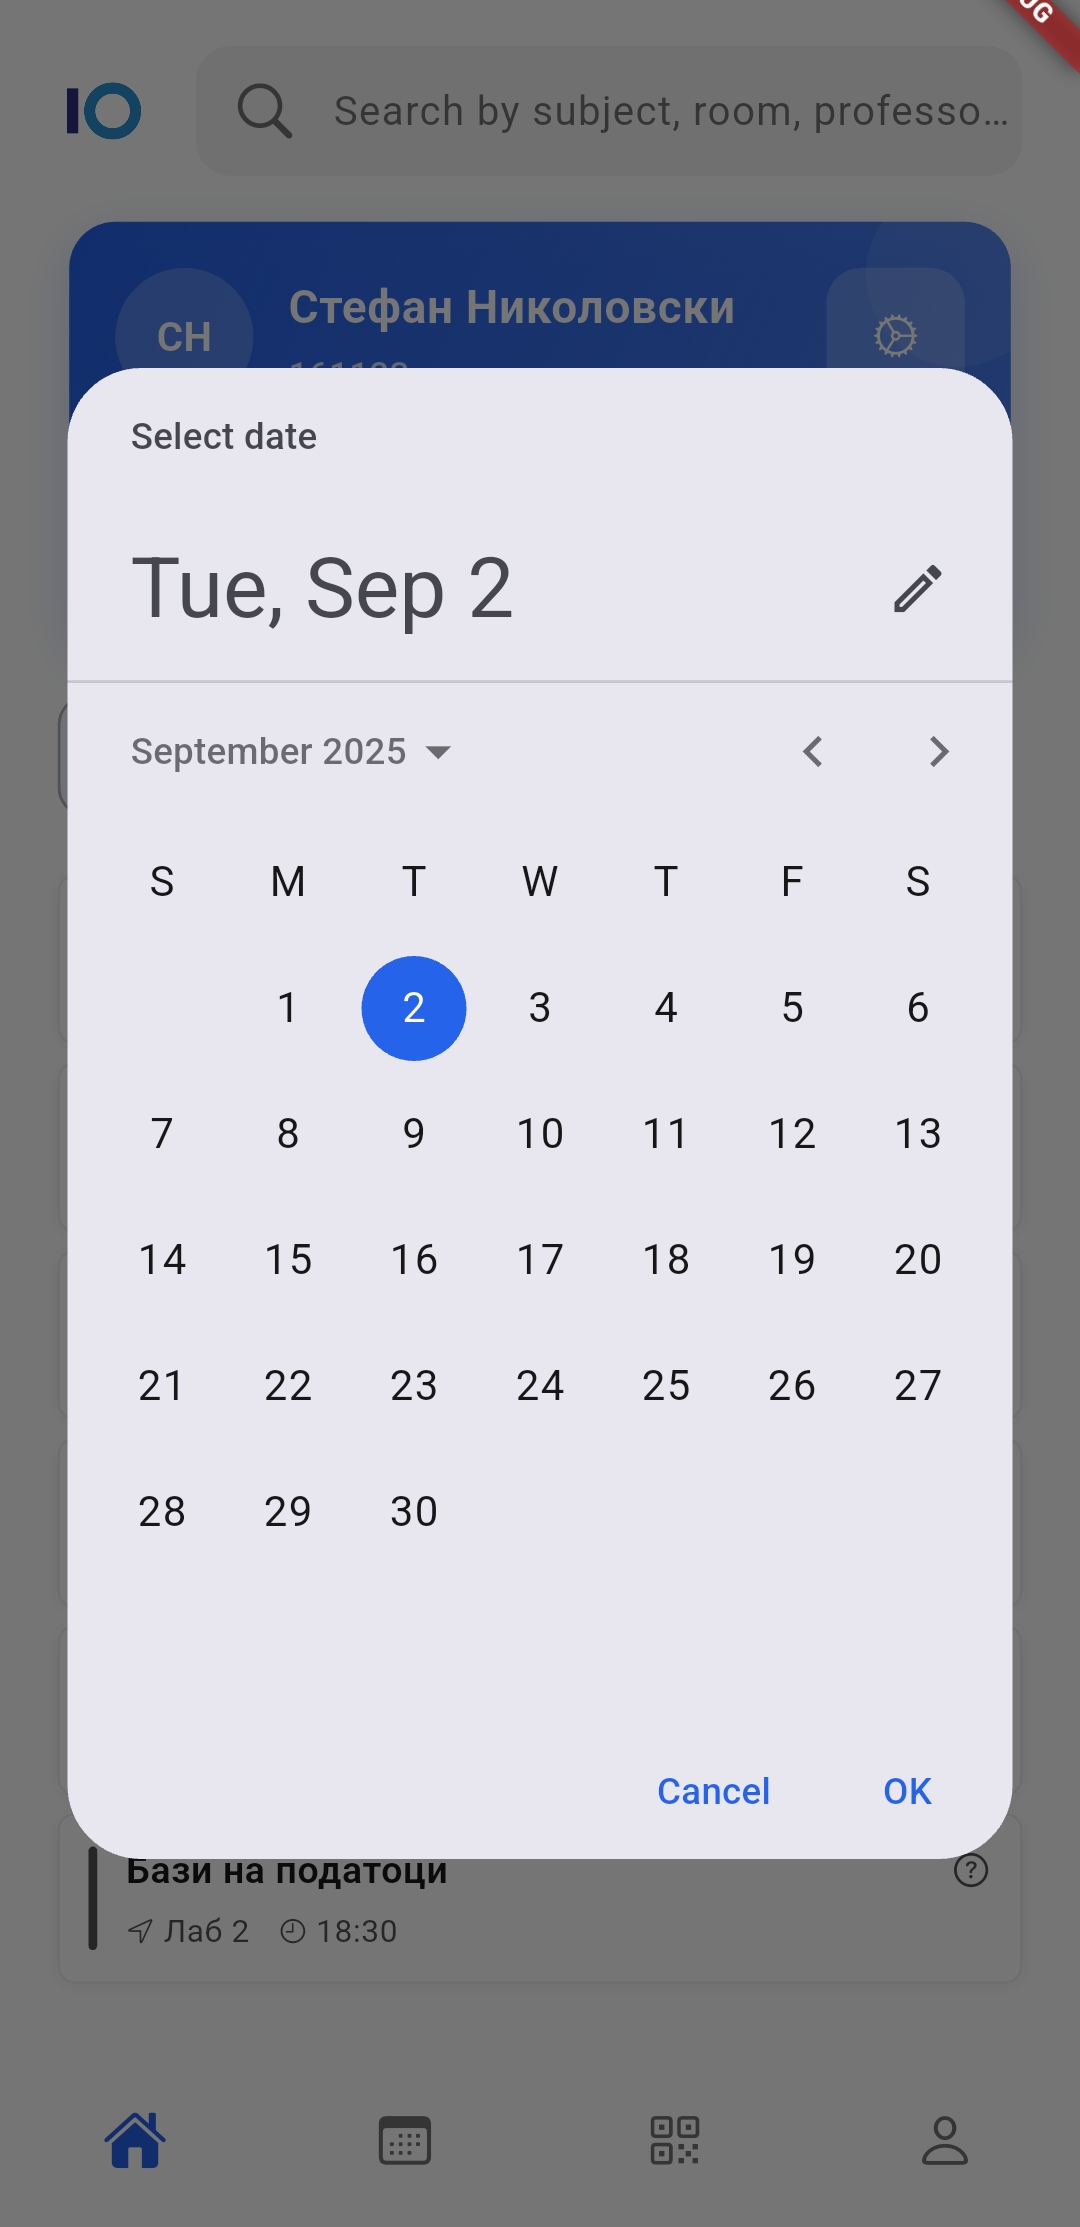 IO
Search by subject, room, professo...
СН
Стефан Николовски
Select date
Tue, Sep 2
September 2025
S M T W T F S
1 2 3 4 5 6
7 8 9 10 11 12 13
14 15 16 17 18 19 20
21 22 23 24 25 26 27
28 29 30
Cancel OK
Бази на податоци
Лаб 2 18:30